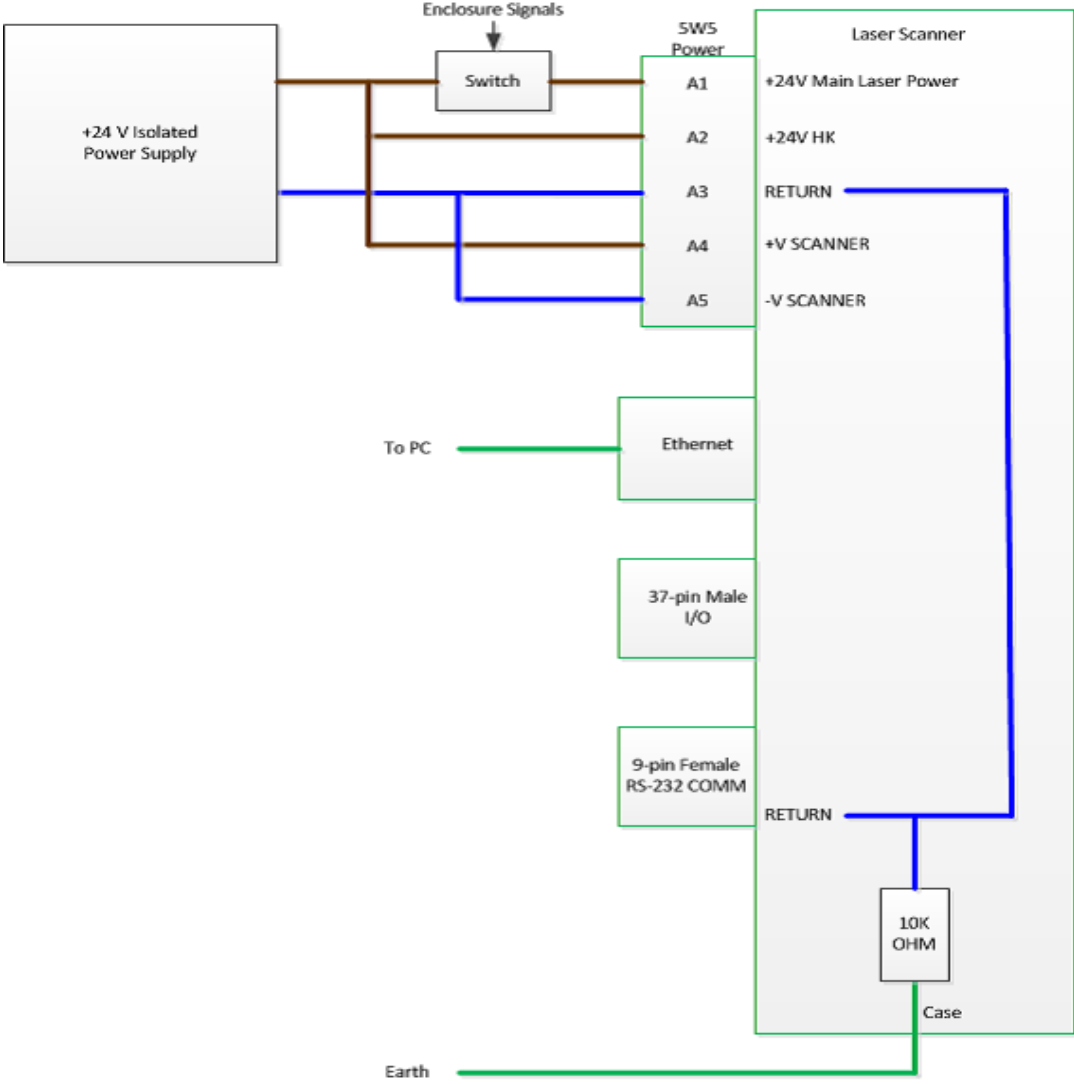 Enclosure Signals
+24 V Isolated
Power Supply
Switch
5W5
Power
Laser Scanner
A1
+24V Main Laser Power
A2
+24V HK
A3
RETURN
A4
+V SCANNER
A5
-V SCANNER
To PC
Ethernet
37-pin Male
I/O
9-pin Female
RS-232 COMM
RETURN
10K
OHM
Case
Earth